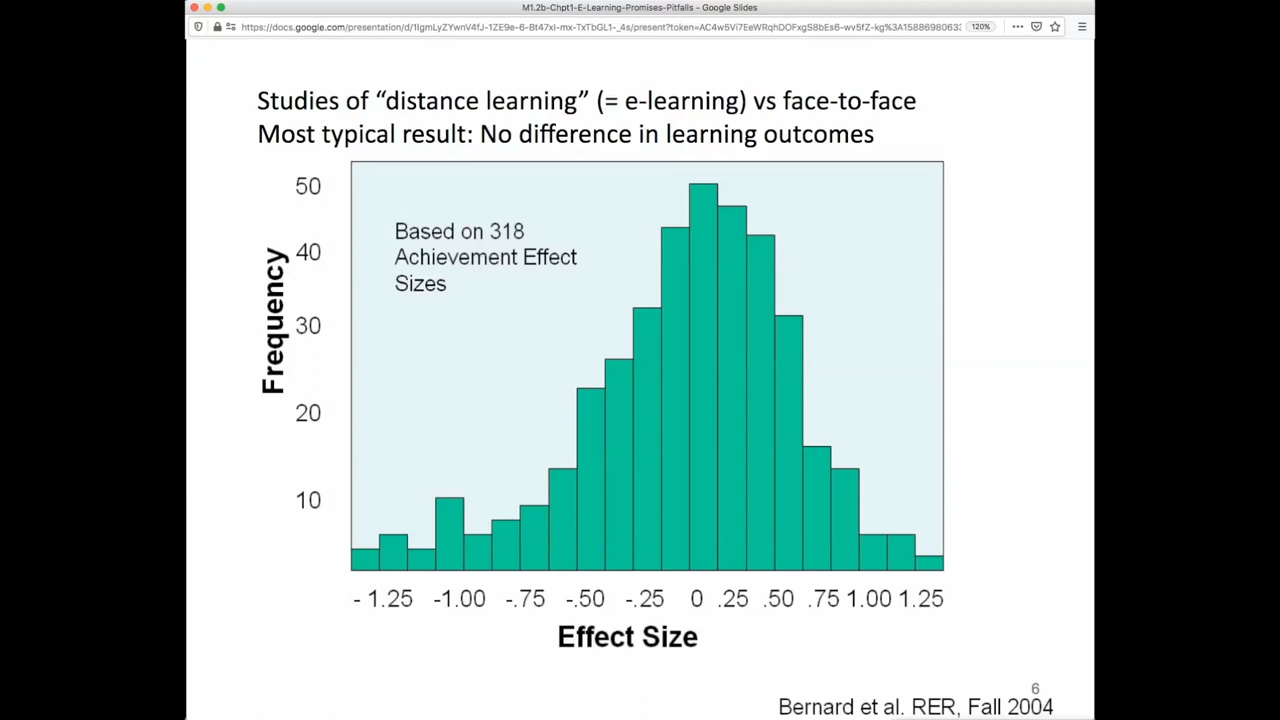 M1.2b-Chpt1-E-Learning-Promises-Pitfalls - Google Slides
120%
Studies of “distance learning” (= e-learning) vs face-to-face
Most typical result: No difference in learning outcomes
50
40
30
20
10
Frequency
Based on 318
Achievement Effect
Sizes
- 1.25 -1.00 -.75 -.50 -.25 0 .25 .50 .75 1.00 1.25
Effect Size
6
Bernard et al. RER, Fall 2004